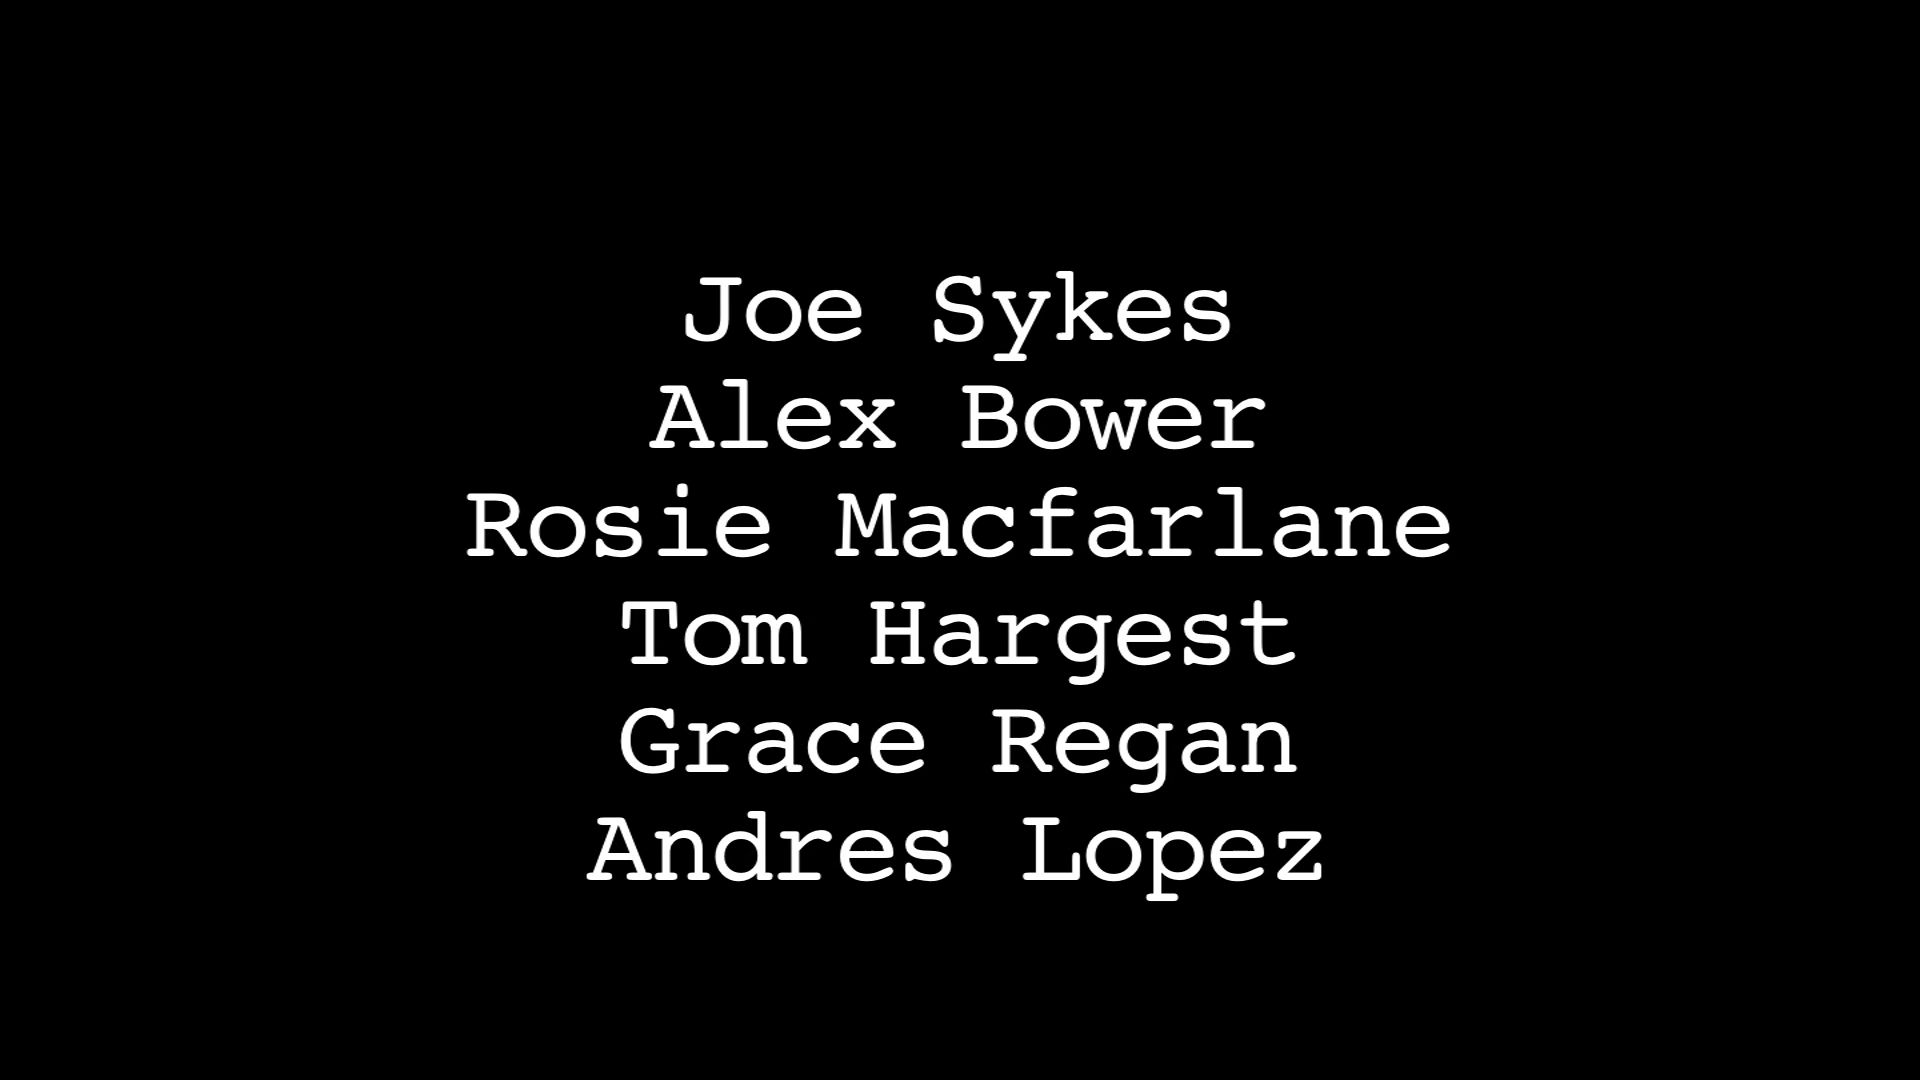 Joe Sykes
Alex Bower
Rosie Macfarlane
Tom Hargest
Grace Regan
Andres Lopez